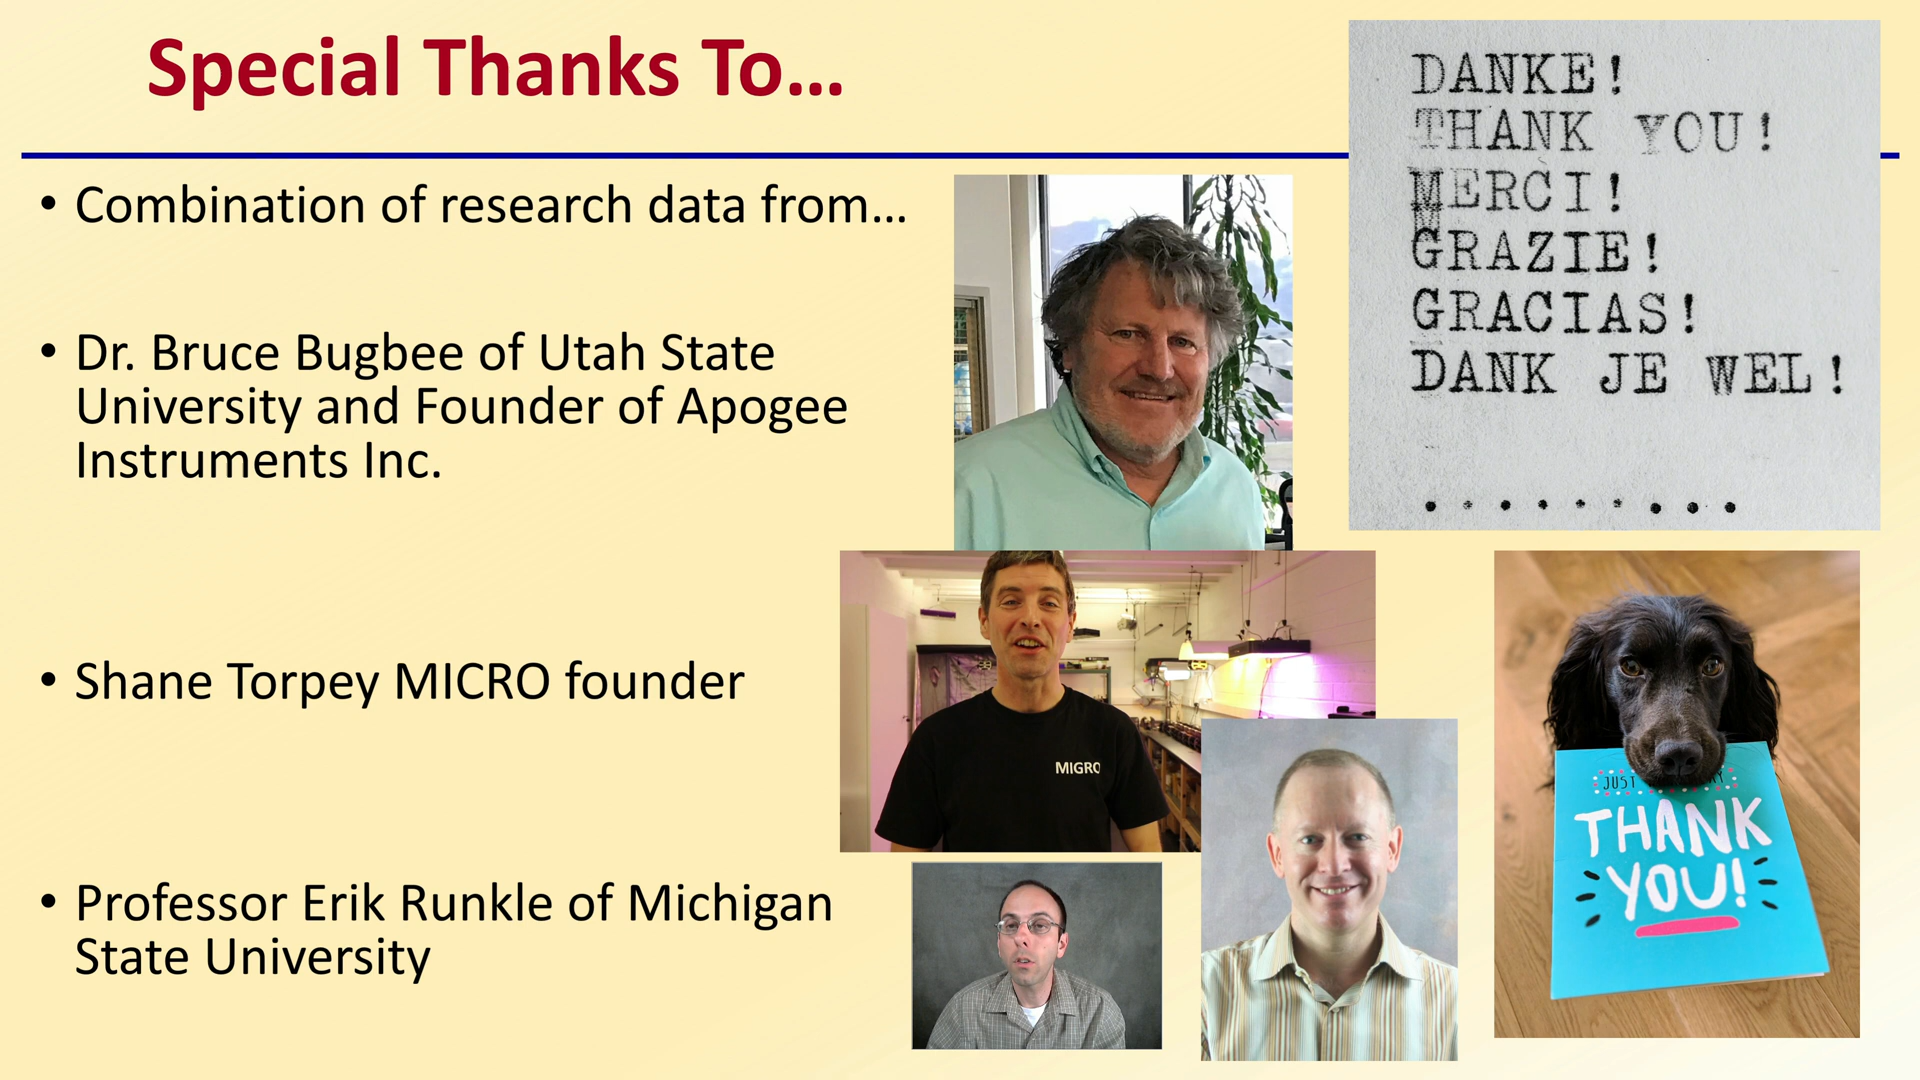 Special Thanks To...
• Combination of research data from...
• Dr. Bruce Bugbee of Utah State
University and Founder of Apogee
Instruments Inc.
• Shane Torpey MICRO founder
• Professor Erik Runkle of Michigan
State University
DANKE!
THANK YOU!
MERCI!
GRAZIE!
GRACIAS!
DANK JE WEL!
.........
MIGRO
JUST
THANK
YOU!